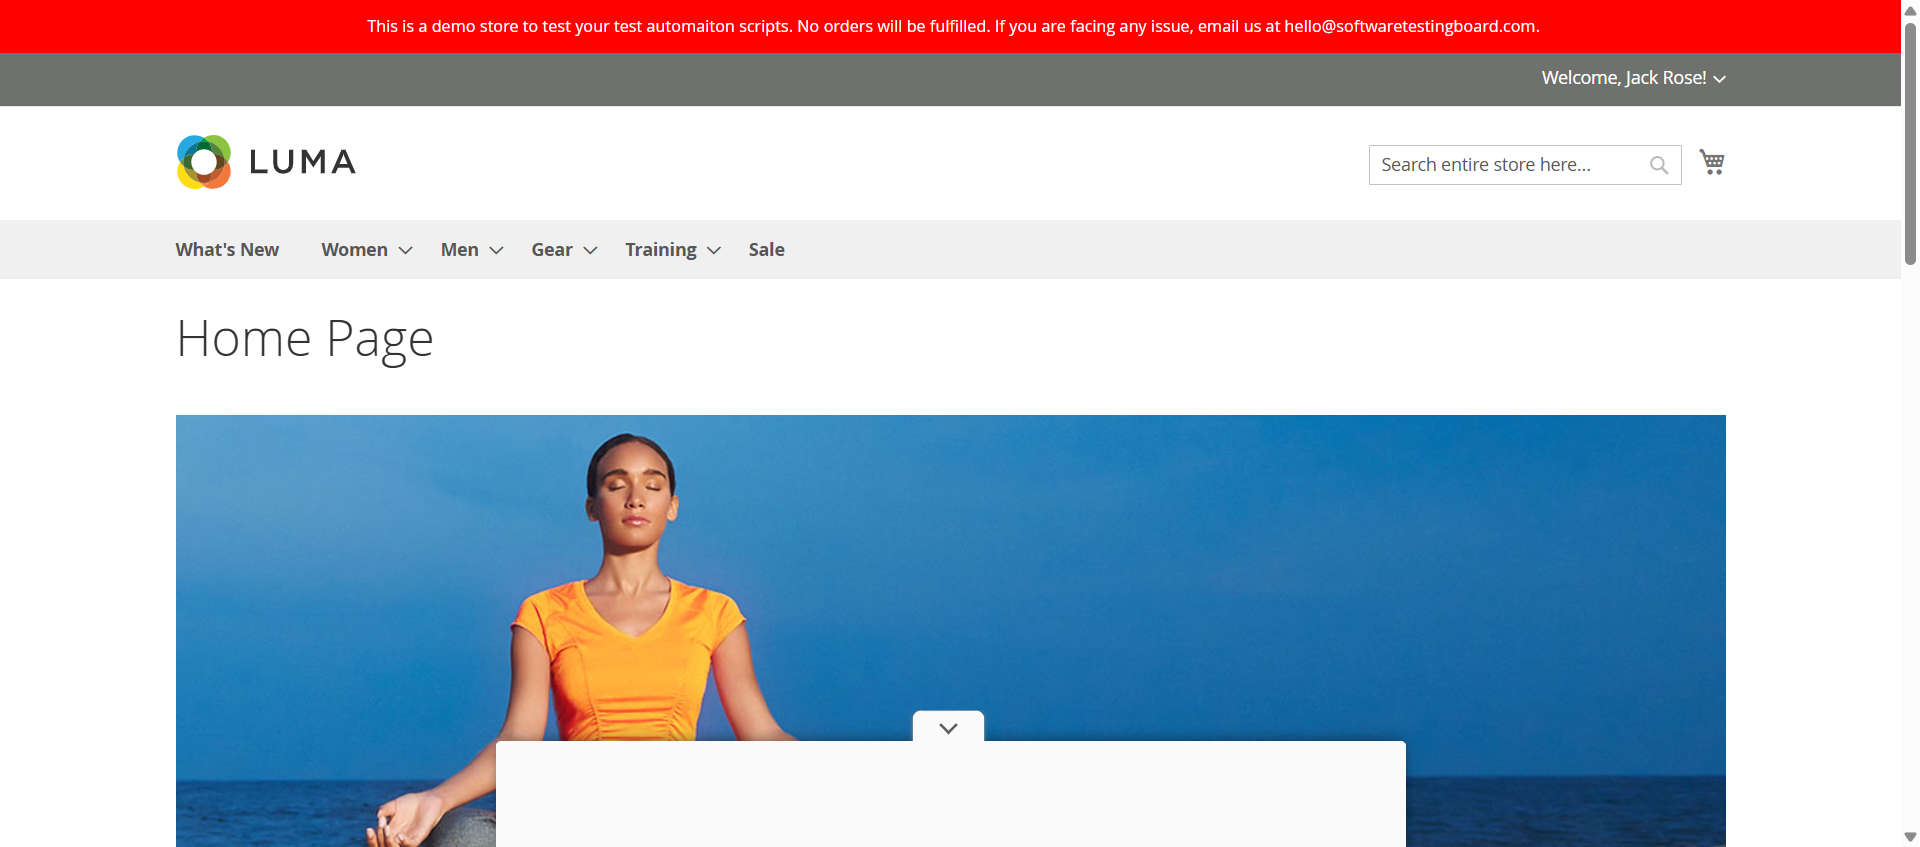 This is a demo store to test your test automaiton scripts. No orders will be fulfilled. If you are facing any issue, email us at hello@softwaretestingboard.com.
Welcome, Jack Rose!
LUMA
Search entire store here...
What's New Women Men Gear Training Sale
Home Page